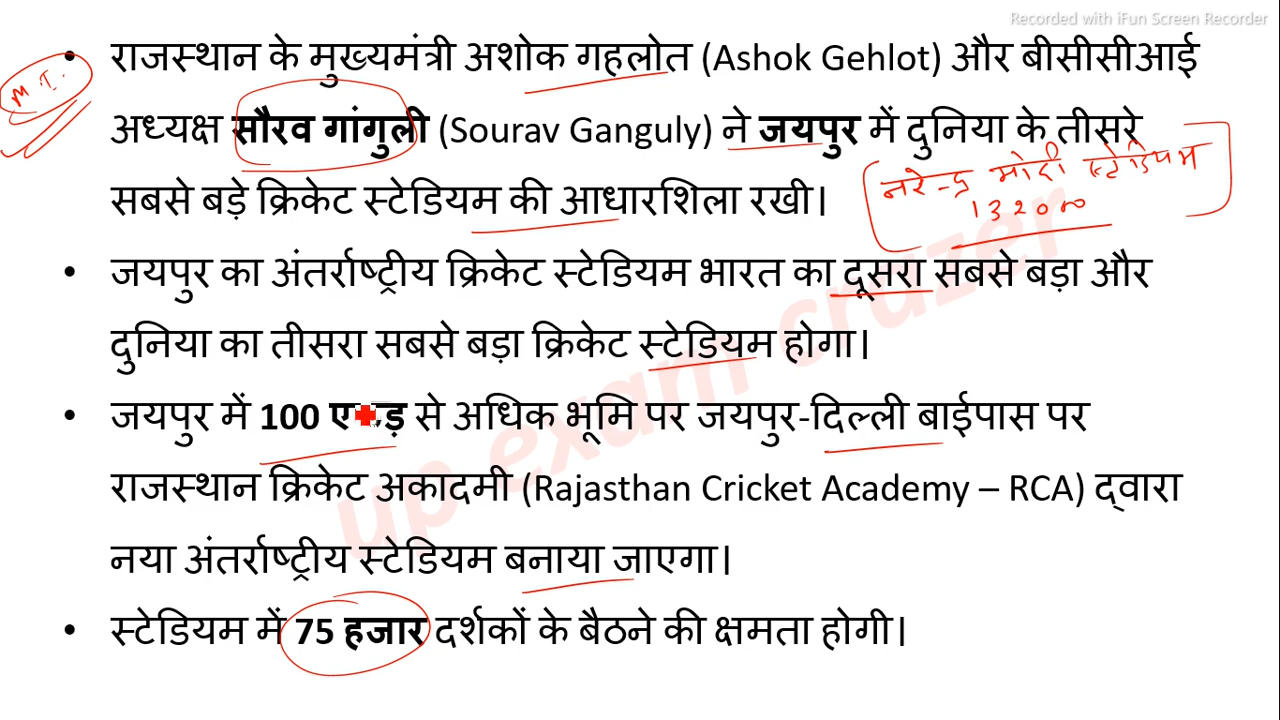 Recorded with iFun Screen Recorder
• राजस्थान के मुख्यमंत्री अशोक गहलोत (Ashok Gehlot) और बीसीसीआई
M.T.
अध्यक्ष सौरव गांगुली (Sourav Ganguly) ने जयपुर में दुनिया के तीसरे
नरेन्द्र मोदी स्टेडियम
सबसे बड़े क्रिकेट स्टेडियम की आधारशिला रखी।
132000
• जयपुर का अंतर्राष्ट्रीय क्रिकेट स्टेडियम भारत का दूसरा सबसे बड़ा और
दुनिया का तीसरा सबसे बड़ा क्रिकेट स्टेडियम होगा।
• जयपुर में 100 से अधिक भूमि पर जयपुर-दिल्ली बाईपास पर
राजस्थान क्रिकेट अकादमी (Rajasthan Cricket Academy – RCA) द्वारा
नया अंतर्राष्ट्रीय स्टेडियम बनाया जाएगा।
• स्टेडियम में 75 हजार दर्शकों के बैठने की क्षमता होगी।
up exam cruzer